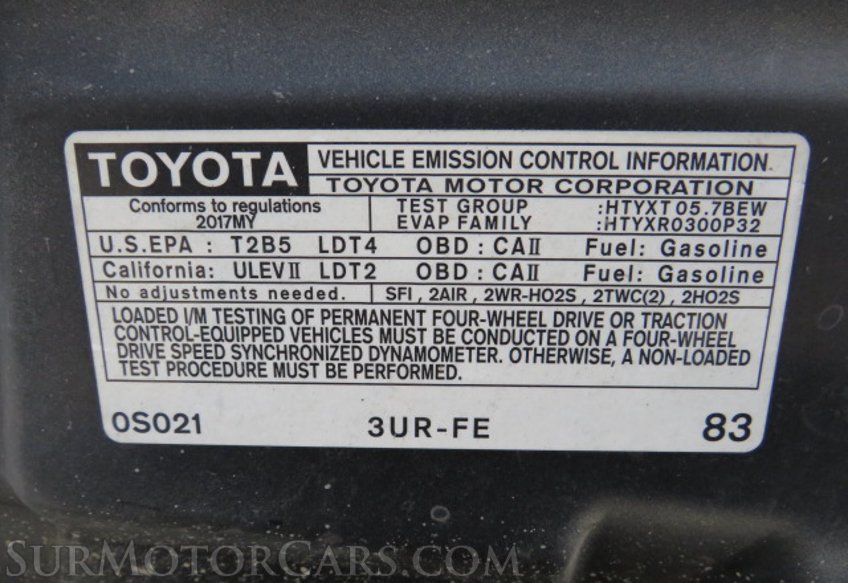 TOYOTA
VEHICLE EMISSION CONTROL INFORMATION
TOYOTA MOTOR CORPORATION
Conforms to regulations
2017MY
TEST GROUP :HTYXT05.7BEW
EVAP FAMILY :HTYXR0300P32
U.S.EPA : T2B5 LDT4 OBD : CAⅡ Fuel: Gasoline
California: ULEVⅡ LDT2 OBD : CAⅡ Fuel: Gasoline
No adjustments needed.
SFI , 2AIR , 2WR-HO2S , 2TWC(2) , 2HO2S
LOADED I/M TESTING OF PERMANENT FOUR-WHEEL DRIVE OR TRACTION
CONTROL-EQUIPPED VEHICLES MUST BE CONDUCTED ON A FOUR-WHEEL
DRIVE SPEED SYNCHRONIZED DYNAMOMETER. OTHERWISE, A NON-LOADED
TEST PROCEDURE MUST BE PERFORMED.
0S021 3UR-FE 83
SurMotorCars.com